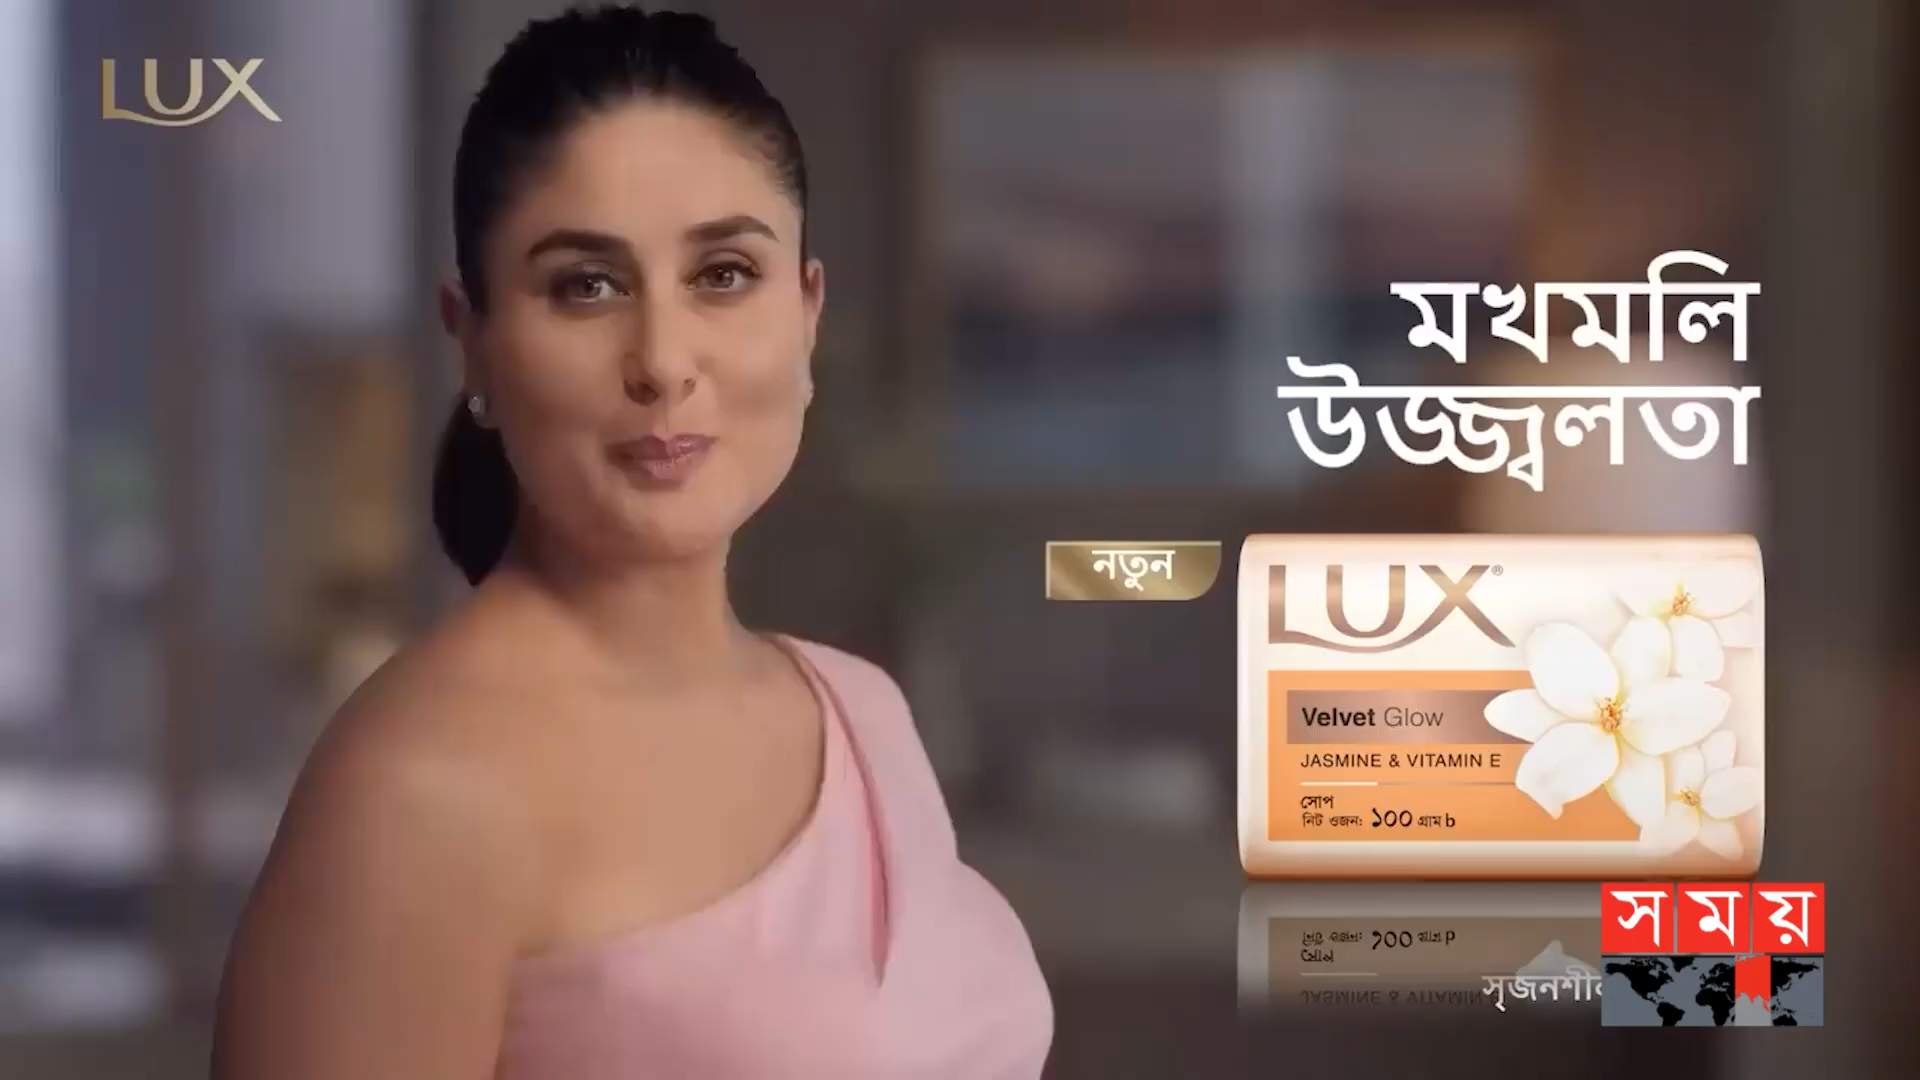 LUX
মখমলি
উজ্জ্বলতা
নতুন
LUX®
Velvet Glow
JASMINE & VITAMIN E
সোপ
নিট ওজন: ১০০ গ্রাম b
সময়